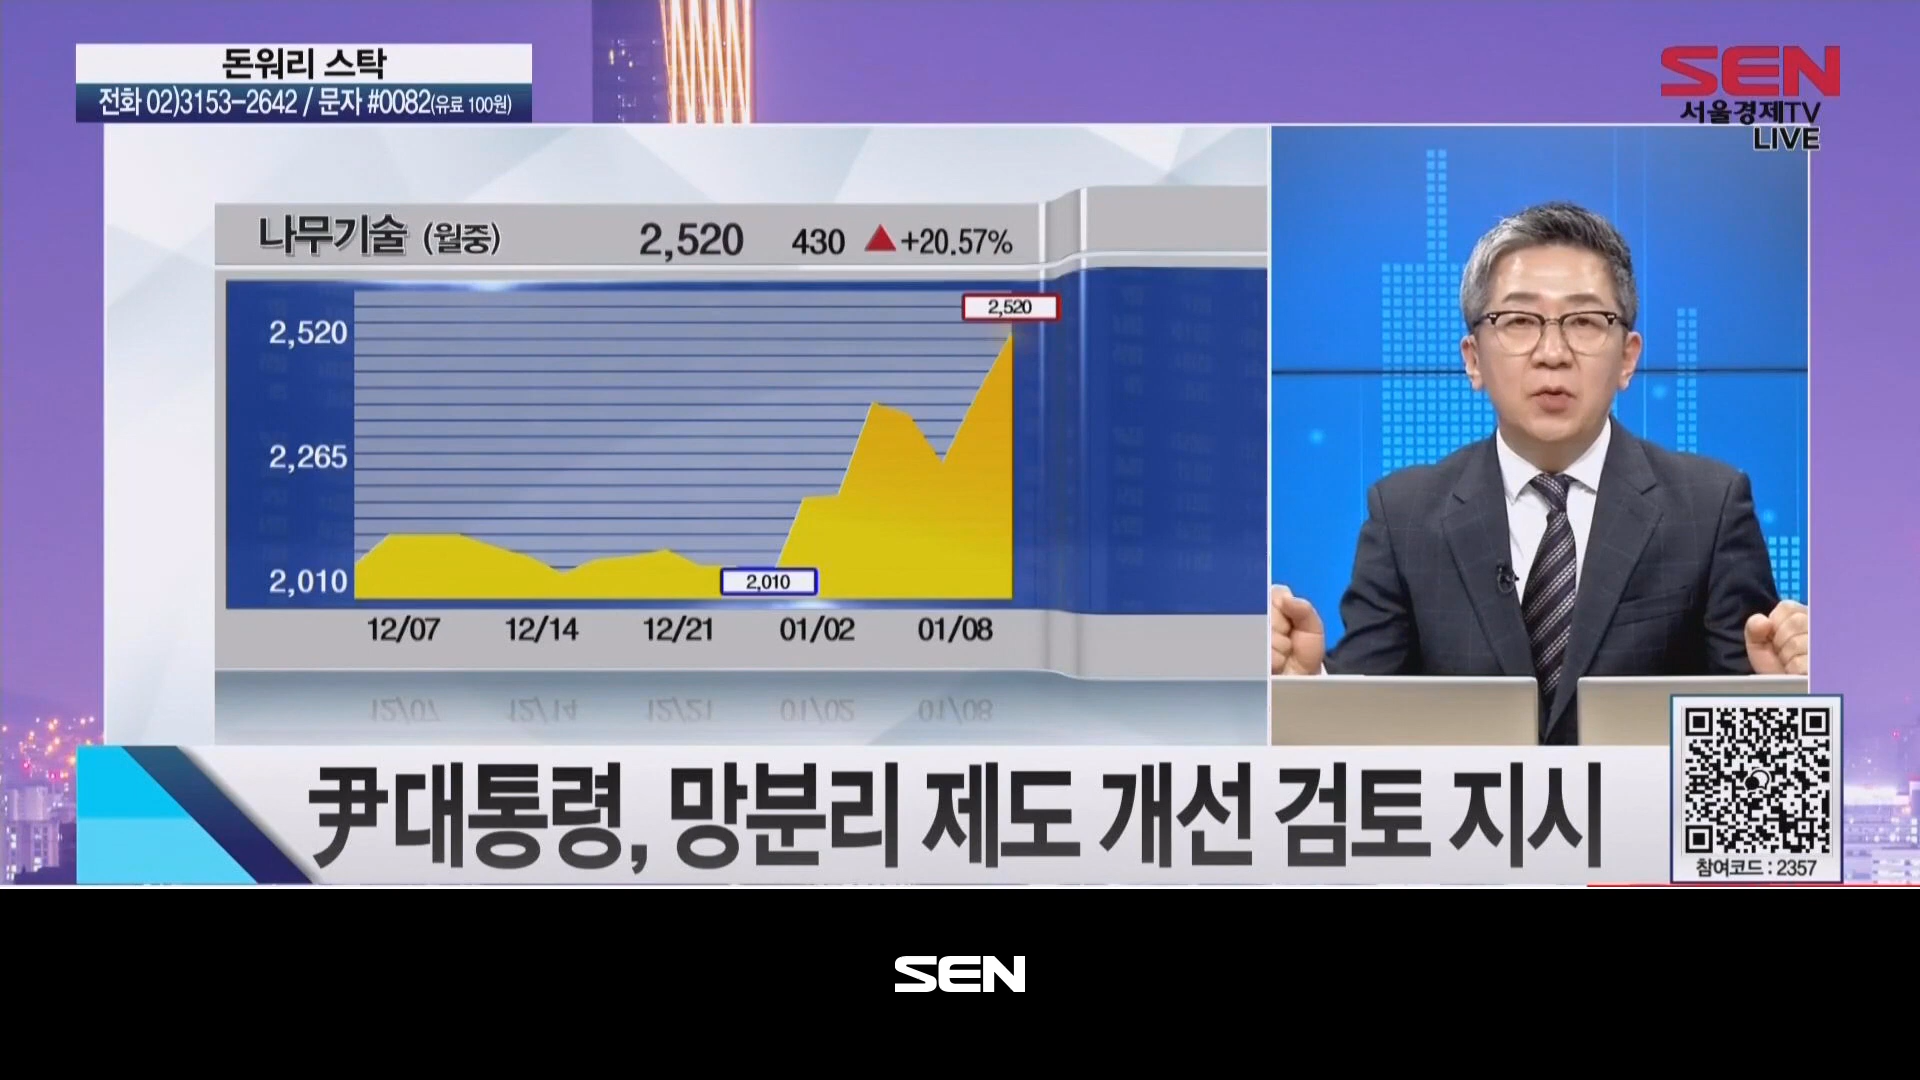 돈워리 스탁
전화 02)3153-2642 / 문자 #0082(유료 100원)
SEN
서울경제TV
LIVE
나무기술 (월중) 2,520 430 ▲+20.57%
2,520
2,520
2,265
2,010
2,010
12/07 12/14 12/21 01/02 01/08
尹대통령, 망분리 제도 개선 검토 지시
참여코드 : 2357
SEN